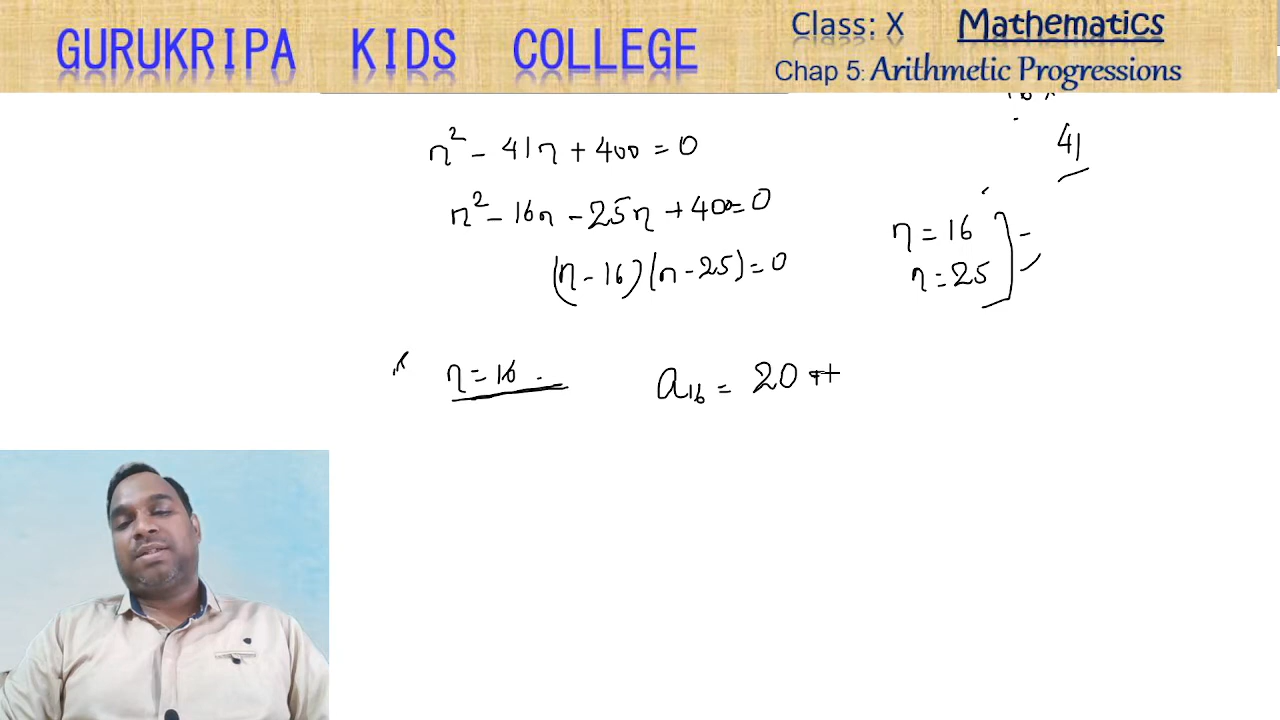 GURUKRIPA KIDS COLLEGE
Class: X Mathematics
Chap 5: Arithmetic Progressions
41
n² - 41n + 400 = 0
n² - 16n - 25n + 400 = 0
(n - 16)(n - 25) = 0
n = 16
n = 25
n = 16
a₁₆ = 20